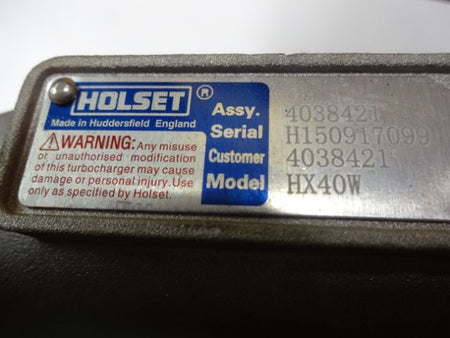 HOLSET ®
Made in Huddersfield England
⚠WARNING: Any misuse
or unauthorised modification
of this turbocharger may cause
damage or personal injury. Use
only as specified by Holset.
Assy. 4038421
Serial H150917099
Customer 4038421
Model HX40W